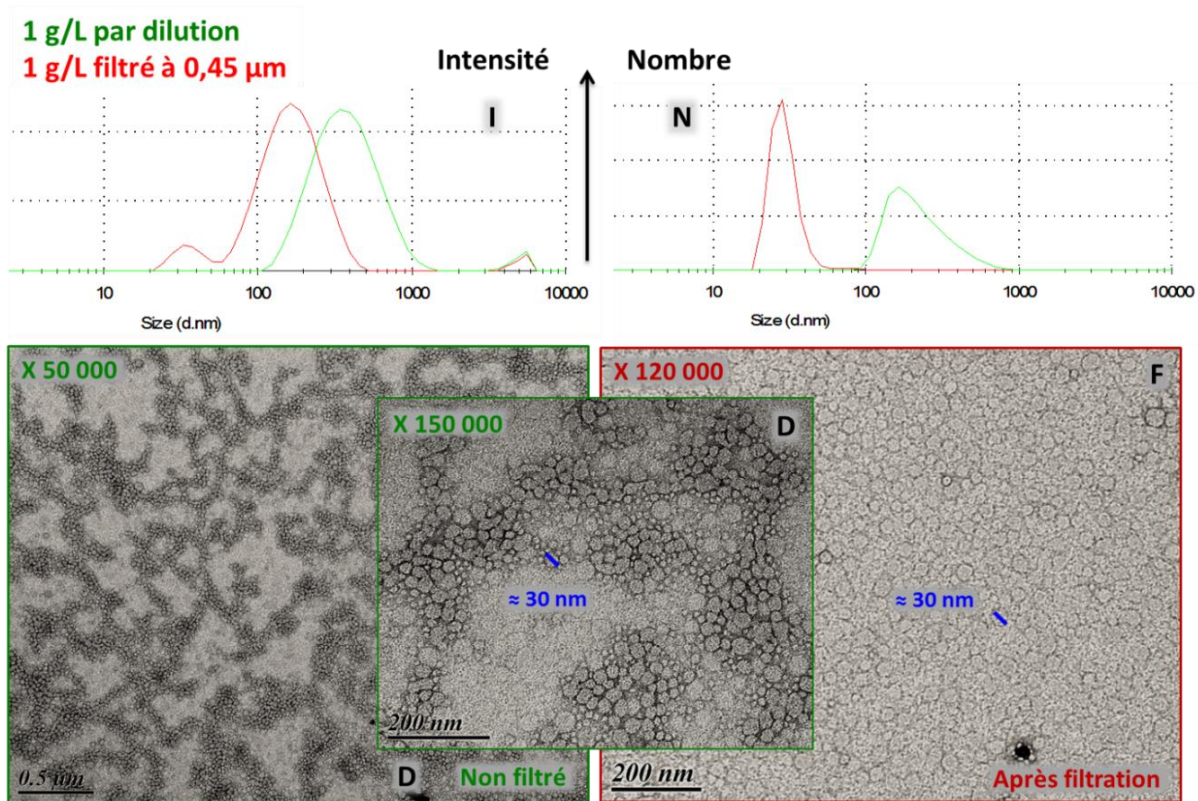 1 g/L par dilution
1 g/L filtré à 0,45 µm
Intensité
Nombre
I
N
10 100 1000 10000
Size (d.nm)
10 100 1000 10000
Size (d.nm)
X 50 000
X 150 000
D
X 120 000
F
≈ 30 nm
≈ 30 nm
200 nm
0.5 µm
D
Non filtré
200 nm
Après filtration